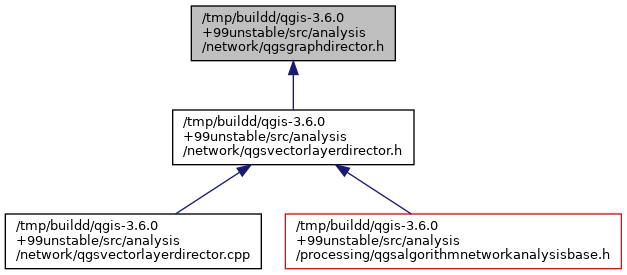 /tmp/buildd/qgis-3.6.0
+99unstable/src/analysis
/network/qgsgraphdirector.h
/tmp/buildd/qgis-3.6.0
+99unstable/src/analysis
/network/qgsvectorlayerdirector.h
/tmp/buildd/qgis-3.6.0
+99unstable/src/analysis
/network/qgsvectorlayerdirector.cpp
/tmp/buildd/qgis-3.6.0
+99unstable/src/analysis
/processing/qgsalgorithmnetworkanalysisbase.h